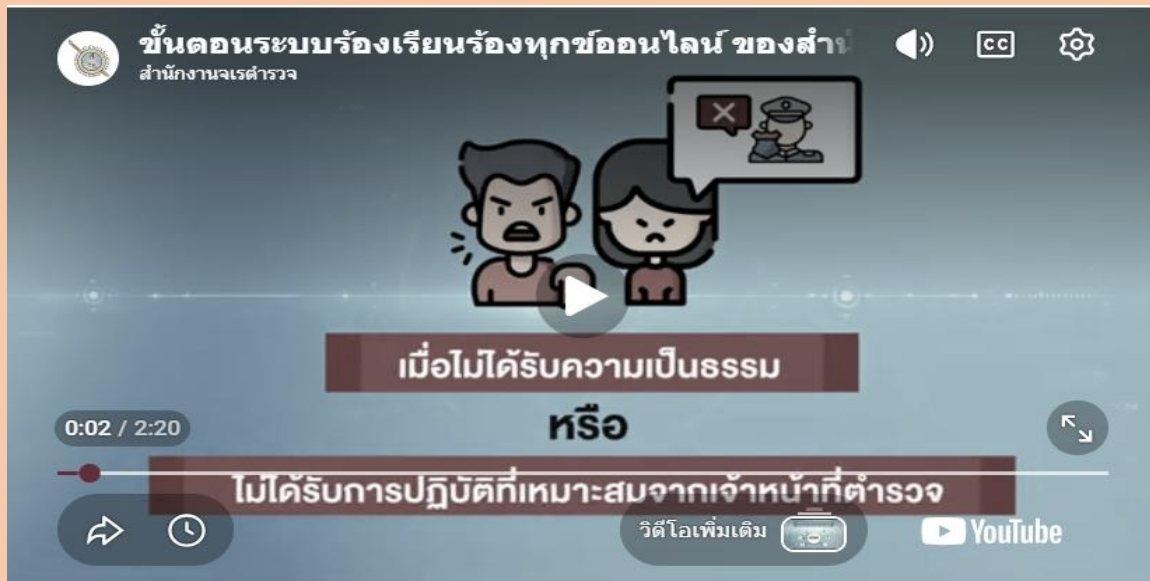 ขั้นตอนระบบร้องเรียนร้องทุกข์ออนไลน์ ของสำนั
สำนักงานจเรตำรวจ
CC
เมื่อไม่ได้รับความเป็นธรรม
หรือ
0:02 / 2:20
ไม่ได้รับการปฏิบัติที่เหมาะสมจากเจ้าหน้าที่ตำรวจ
วิดีโอเพิ่มเติม
YouTube